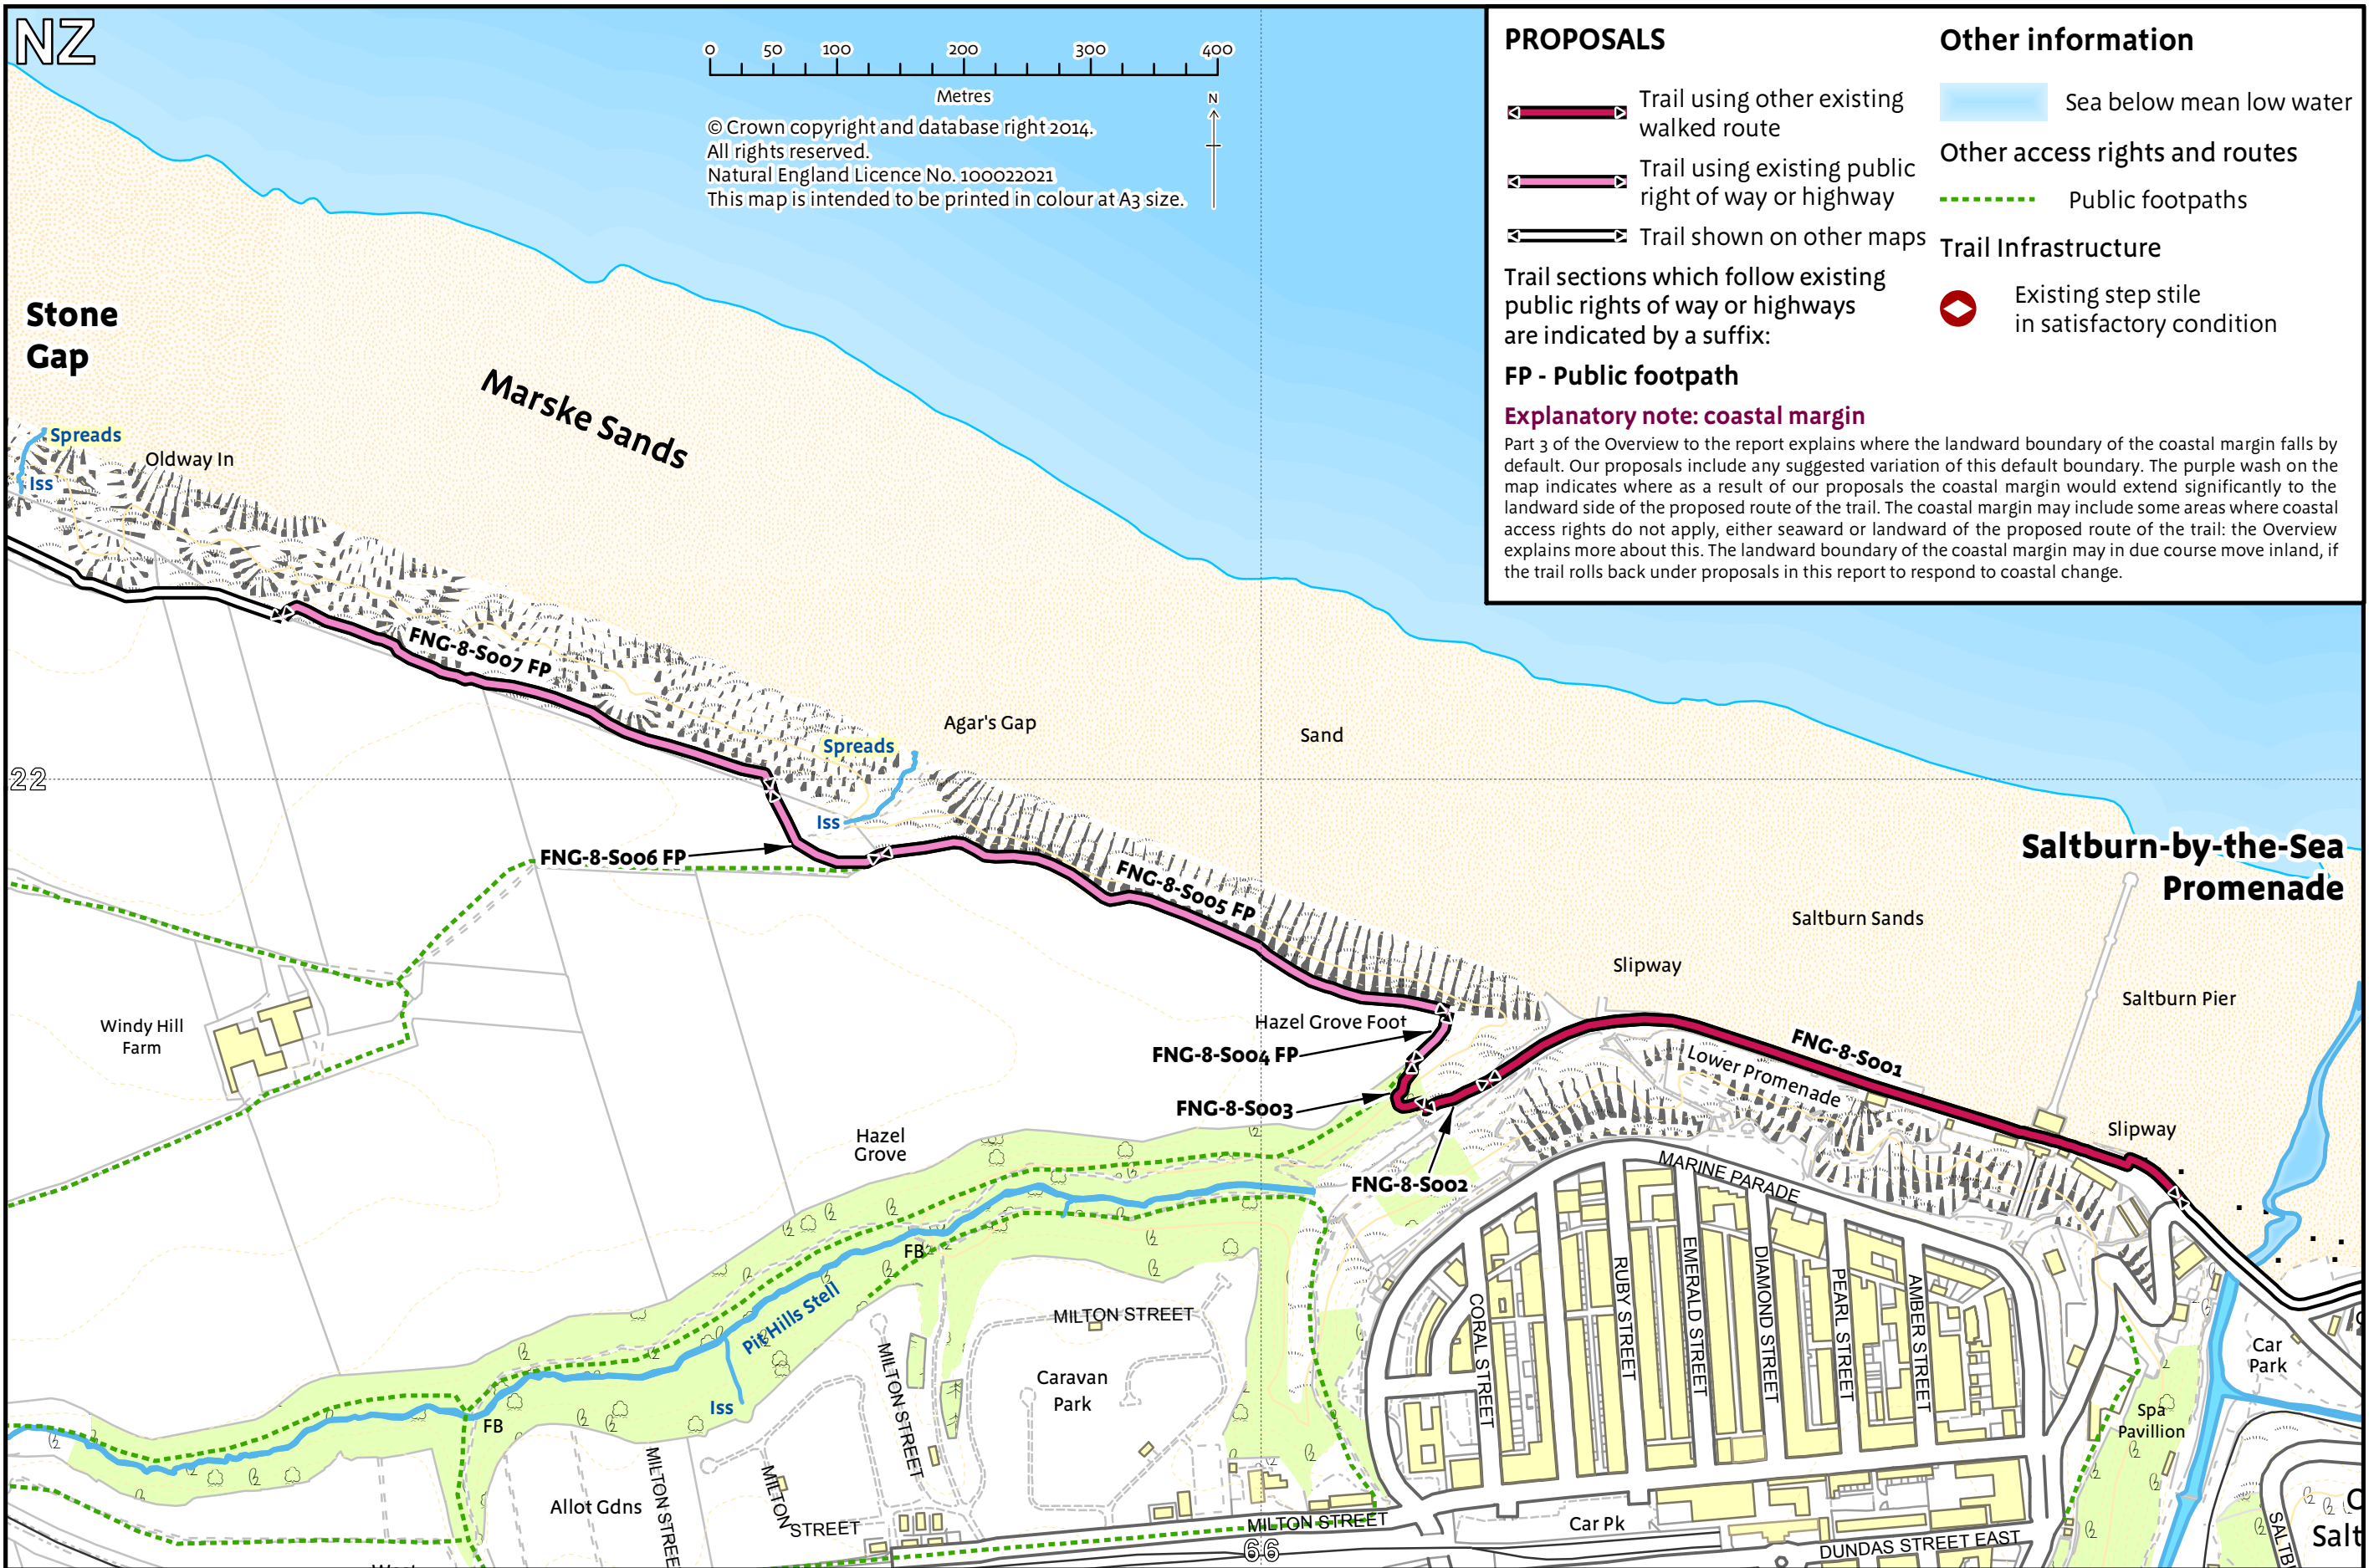 NZ
0 50 100 200 300 400
Metres
N
© Crown copyright and database right 2014.
All rights reserved.
Natural England Licence No. 100022021
This map is intended to be printed in colour at A3 size.
PROPOSALS
Trail using other existing
walked route
Trail using existing public
right of way or highway
Trail shown on other maps
Trail sections which follow existing
public rights of way or highways
are indicated by a suffix:
FP - Public footpath
Other information
Sea below mean low water
Other access rights and routes
Public footpaths
Trail Infrastructure
Existing step stile
in satisfactory condition
Explanatory note: coastal margin
Part 3 of the Overview to the report explains where the landward boundary of the coastal margin falls by
default. Our proposals include any suggested variation of this default boundary. The purple wash on the
map indicates where as a result of our proposals the coastal margin would extend significantly to the
landward side of the proposed route of the trail. The coastal margin may include some areas where coastal
access rights do not apply, either seaward or landward of the proposed route of the trail: the Overview
explains more about this. The landward boundary of the coastal margin may in due course move inland, if
the trail rolls back under proposals in this report to respond to coastal change.
Stone
Gap
Marske Sands
Spreads
Oldway In
Iss
FNG-8-S007 FP
Agar's Gap
Sand
Spreads
22
Iss
FNG-8-S006 FP
FNG-8-S005 FP
Saltburn-by-the-Sea
Promenade
Saltburn Sands
Slipway
Saltburn Pier
Windy Hill
Farm
Hazel Grove Foot
FNG-8-S004 FP
FNG-8-S001
Lower Promenade
FNG-8-S003
Slipway
Hazel
Grove
FNG-8-S002
MARINE PARADE
FB
Pit Hills Stell
MILTON STREET
CORAL STREET
RUBY STREET
EMERALD STREET
DIAMOND STREET
PEARL STREET
AMBER STREET
Car
Park
Caravan
Park
MILTON STREET
Iss
FB
Spa
Pavillion
Allot Gdns
MILTON STREE
MILTON
STREET
MILTON STREET
Car Pk
DUNDAS STREET EAST
66
SALTB
Salt